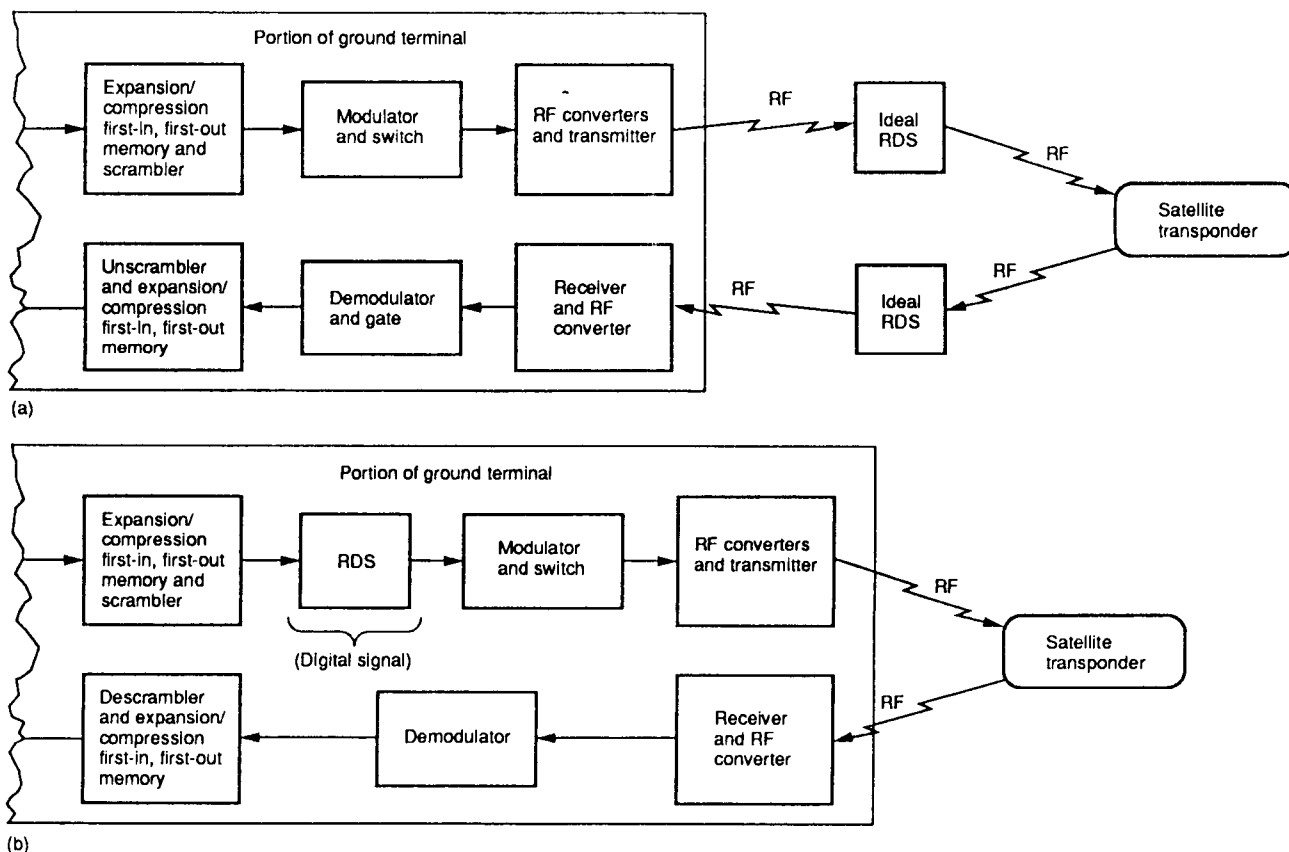 Portion of ground terminal
Expansion/
compression
first-in, first-out
memory and
scrambler
Modulator
and switch
RF converters
and transmitter
RF
Ideal
RDS
RF
Satellite
transponder
Unscrambler
and expansion/
compression
first-in, first-out
memory
Demodulator
and gate
Receiver
and RF
converter
RF
Ideal
RDS
RF
(a)
Portion of ground terminal
Expansion/
compression
first-in, first-out
memory and
scrambler
RDS
(Digital signal)
Modulator
and switch
RF converters
and transmitter
RF
Satellite
transponder
Descrambler
and expansion/
compression
first-in, first-out
memory
Demodulator
Receiver
and RF
converter
RF
(b)